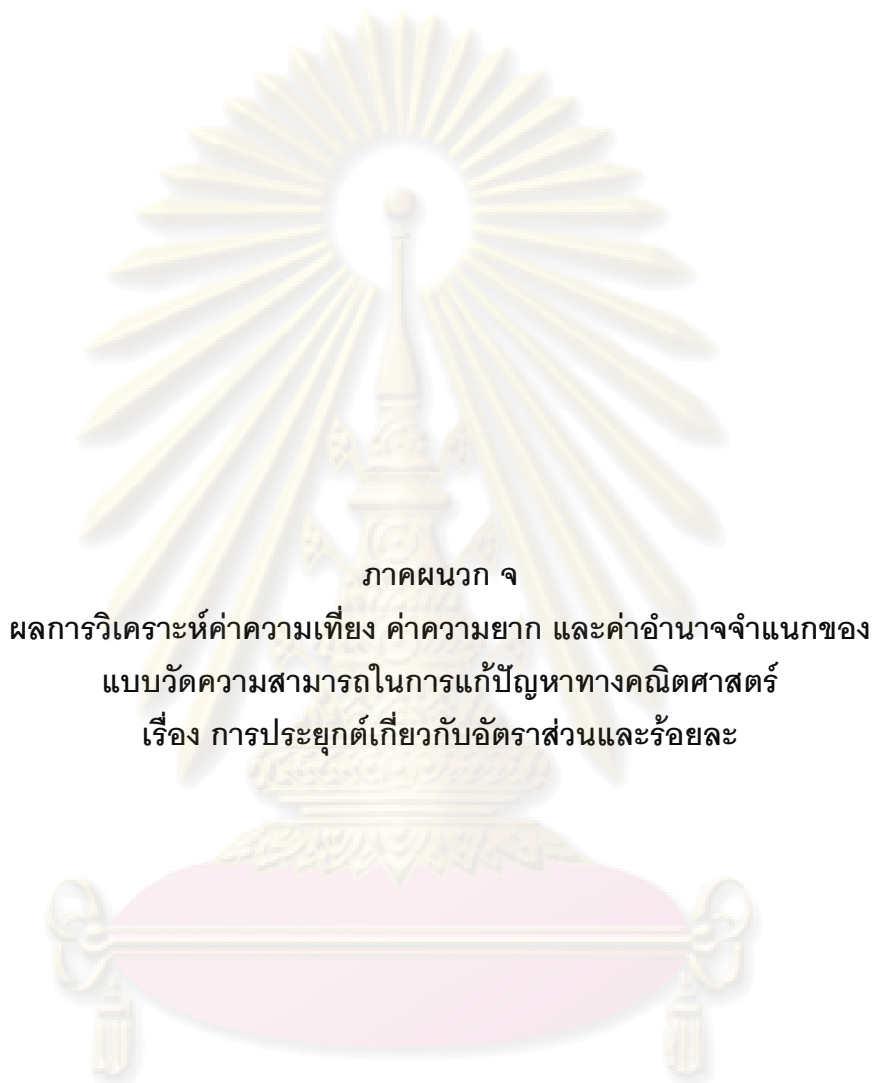 ภาคผนวก จ
ผลการวิเคราะห์ค่าความเที่ยง ค่าความยาก และค่าอำนาจจำแนกของ
แบบวัดความสามารถในการแก้ปัญหาทางคณิตศาสตร์
เรื่อง การประยุกต์เกี่ยวกับอัตราส่วนและร้อยละ